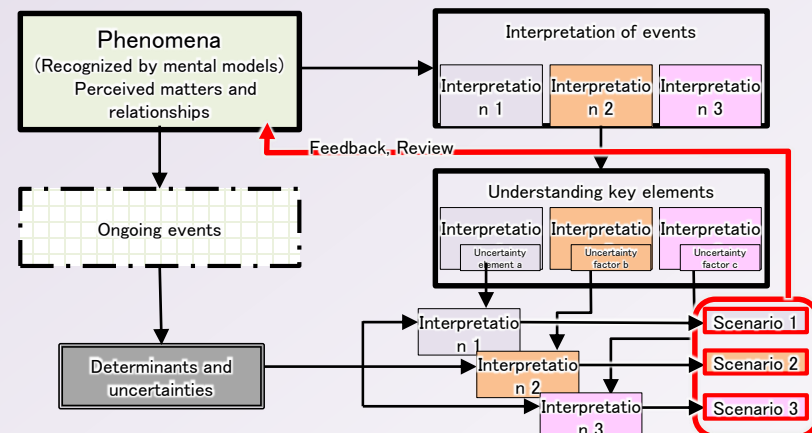 Phenomena
(Recognized by mental models)
Perceived matters and
relationships
Interpretation of events
Interpretatio
n 1
Interpretatio
n 2
Interpretatio
n 3
Feedback, Review
Understanding key elements
Interpretatio
Interpretatio
Interpretatio
Uncertainty
element a
Uncertainty
factor b
Uncertainty
factor c
Ongoing events
Determinants and
uncertainties
Interpretatio
n 1
Interpretatio
n 2
Interpretatio
n 3
Scenario 1
Scenario 2
Scenario 3